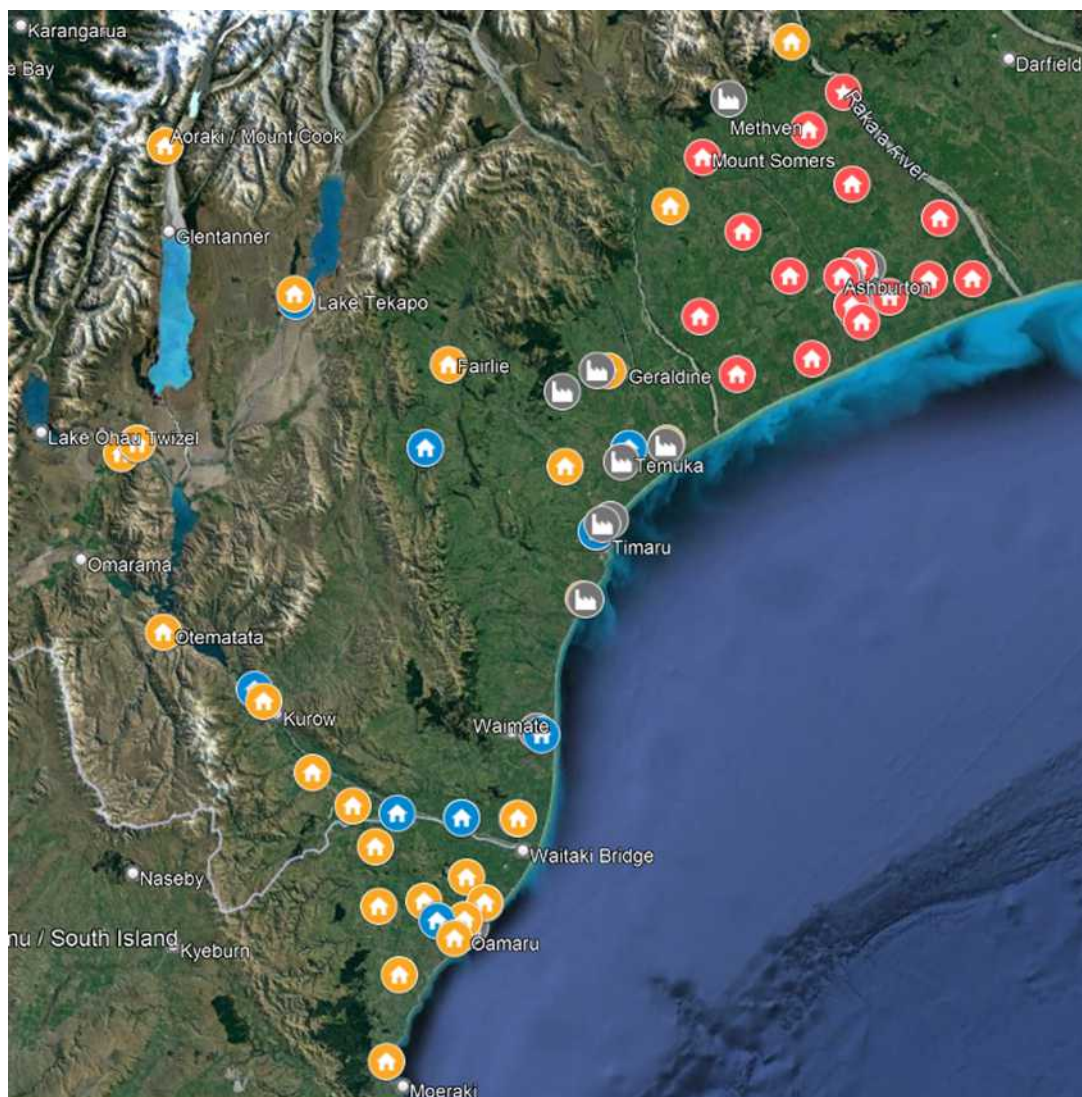 Karangarua
e Bay
Darfield
Aoraki / Mount Cook
Methven
Rakaia River
Mount Somers
Glentanner
Lake Tekapo
Ashburton
Fairlie
Geraldine
Lake Ohau Twizel
Temuka
Omarama
Timaru
Otematata
Kurow
Waimate
Waitaki Bridge
Naseby
mu / South Island
Kyeburn
Oamaru
Moeraki